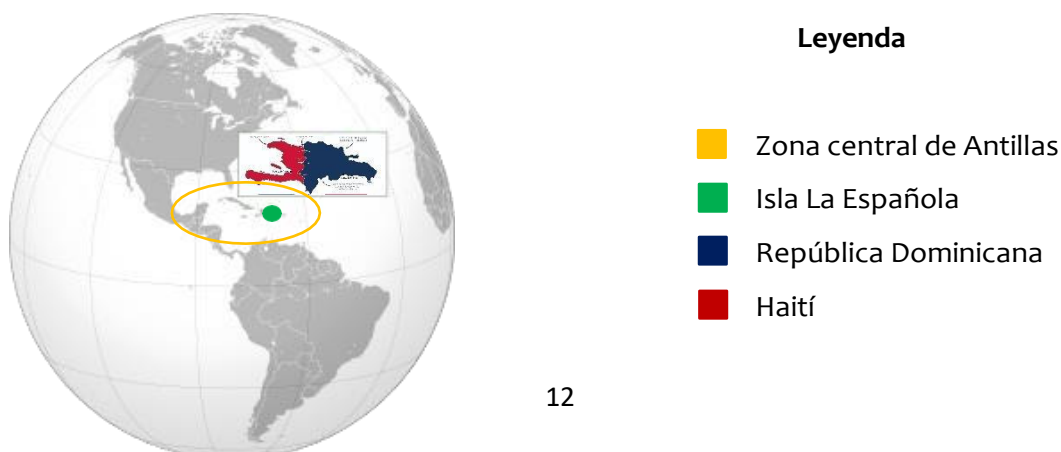 Leyenda
Zona central de Antillas
Isla La Española
República Dominicana
Haití
12